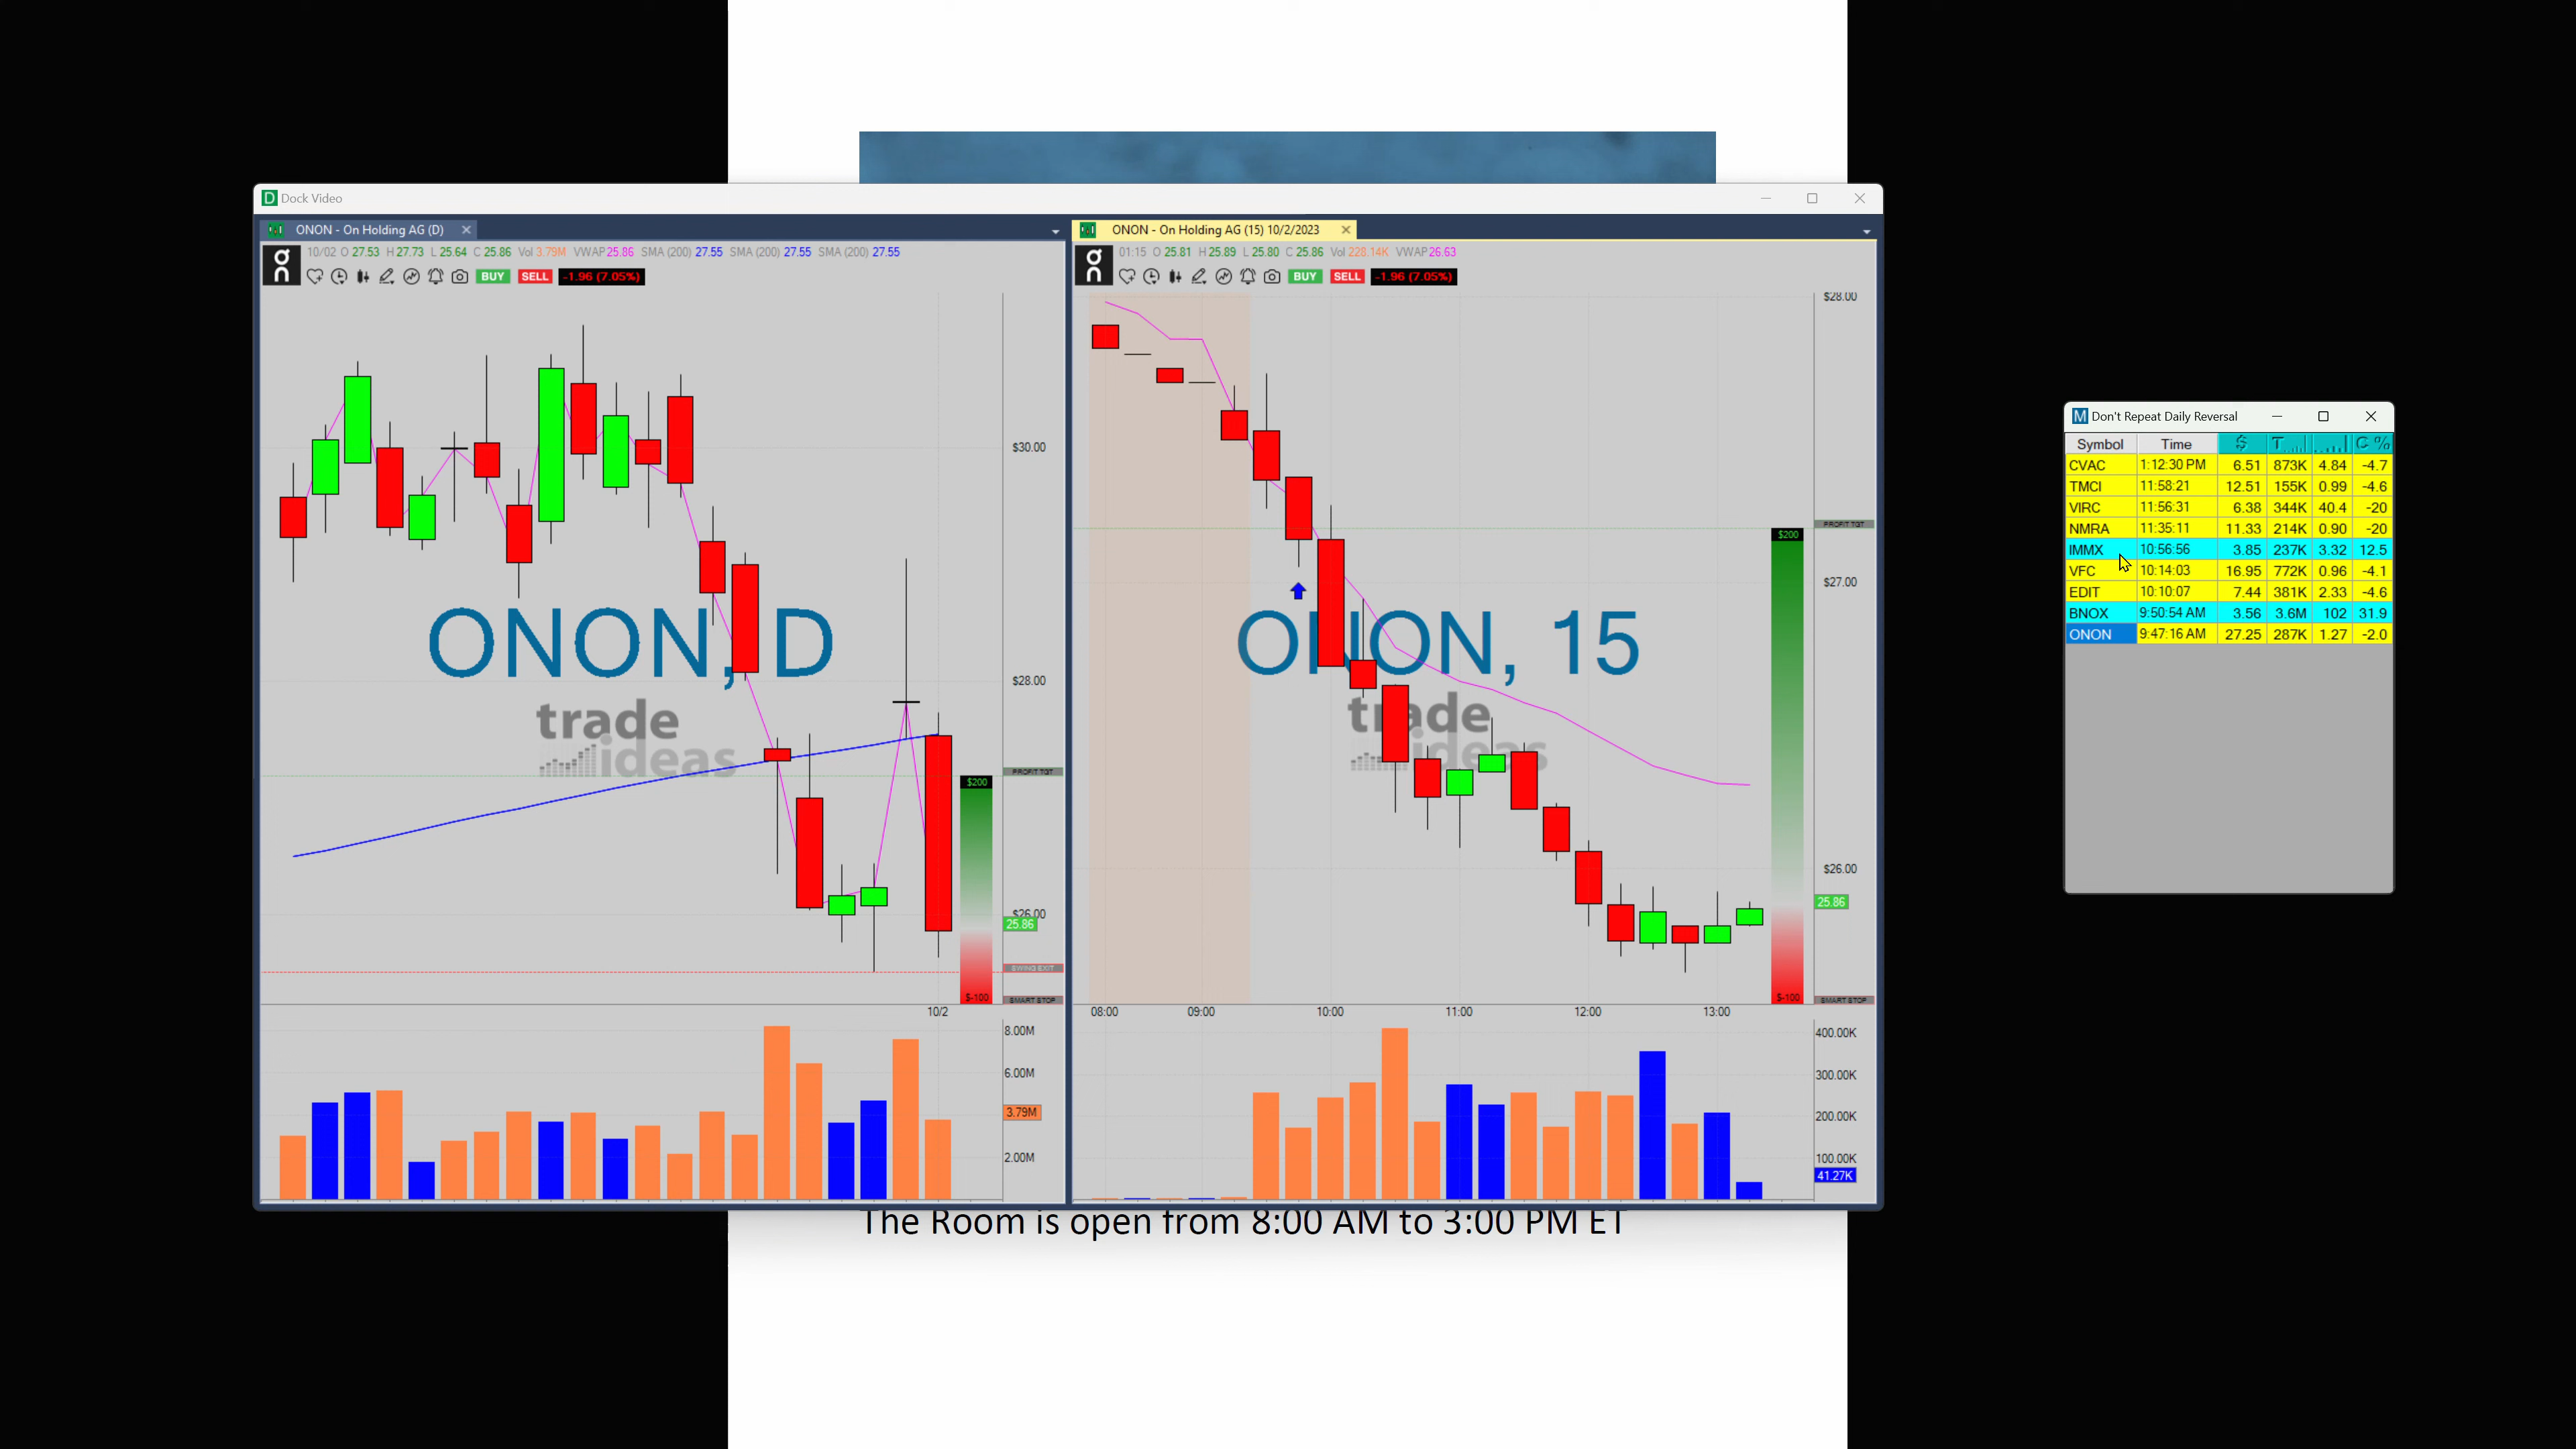 Dock Video
ONON - On Holding AG (D)
10/02 O 27.53 H 27.73 L 25.64 C 25.86 Vol 3.79M VWAP 25.86 SMA (200) 27.55 SMA (200) 27.55 SMA (200) 27.55
BUY SELL -1.96 (7.05%)
ONON, D
trade
ideas
$30.00
$28.00
PROFIT TGT
$200
$26.00
25.86
SWING EXIT
$-100
SMART STOP
10/2
8.00M
6.00M
3.79M
2.00M
ONON - On Holding AG (15) 10/2/2023
01:15 O 25.81 H 25.89 L 25.80 C 25.86 Vol 228.14K VWAP 26.63
BUY SELL -1.96 (7.05%)
ONON, 15
trade
ideas
$28.00
PROFIT TGT
$200
$27.00
$26.00
25.86
$-100
SMART STOP
08:00 09:00 10:00 11:00 12:00 13:00
400.00K
300.00K
200.00K
100.00K
41.27K
The Room is open from 8:00 AM to 3:00 PM ET
M Don't Repeat Daily Reversal
Symbol Time $ T C %
CVAC 1:12:30 PM 6.51 873K 4.84 -4.7
TMCI 11:58:21 12.51 155K 0.99 -4.6
VIRC 11:56:31 6.38 344K 40.4 -20
NMRA 11:35:11 11.33 214K 0.90 -20
IMMX 10:56:56 3.85 237K 3.32 12.5
VFC 10:14:03 16.95 772K 0.96 -4.1
EDIT 10:10:07 7.44 381K 2.33 -4.6
BNOX 9:50:54 AM 3.56 3.6M 102 31.9
ONON 9:47:16 AM 27.25 287K 1.27 -2.0